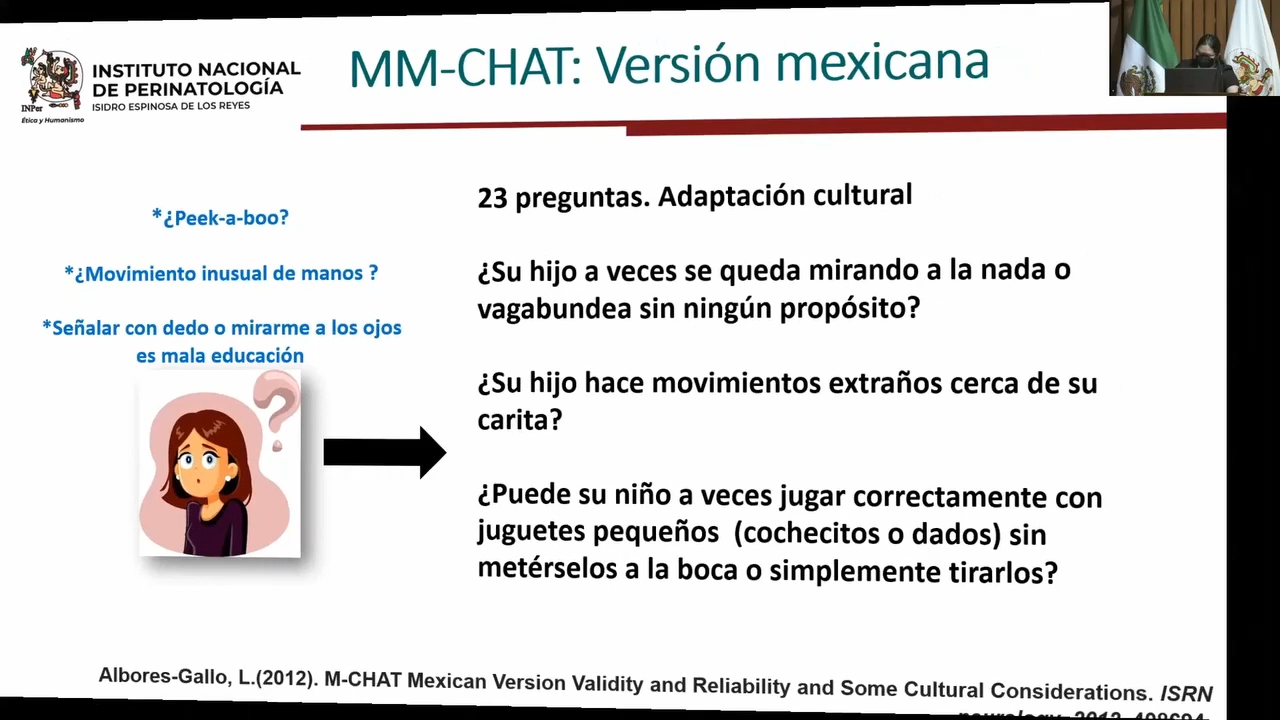 MM-CHAT: Versión mexicana
INPer
Ética y Humanismo
INSTITUTO NACIONAL
DE PERINATOLOGÍA
ISIDRO ESPINOSA DE LOS REYES
*¿Peek-a-boo?
*¿Movimiento inusual de manos ?
*Señalar con dedo o mirarme a los ojos
es mala educación
23 preguntas. Adaptación cultural
¿Su hijo a veces se queda mirando a la nada o
vagabundea sin ningún propósito?
¿Su hijo hace movimientos extraños cerca de su
carita?
¿Puede su niño a veces jugar correctamente con
juguetes pequeños (cochecitos o dados) sin
metérselos a la boca o simplemente tirarlos?
Albores-Gallo, L.(2012). M-CHAT Mexican Version Validity and Reliability and Some Cultural Considerations. ISRN